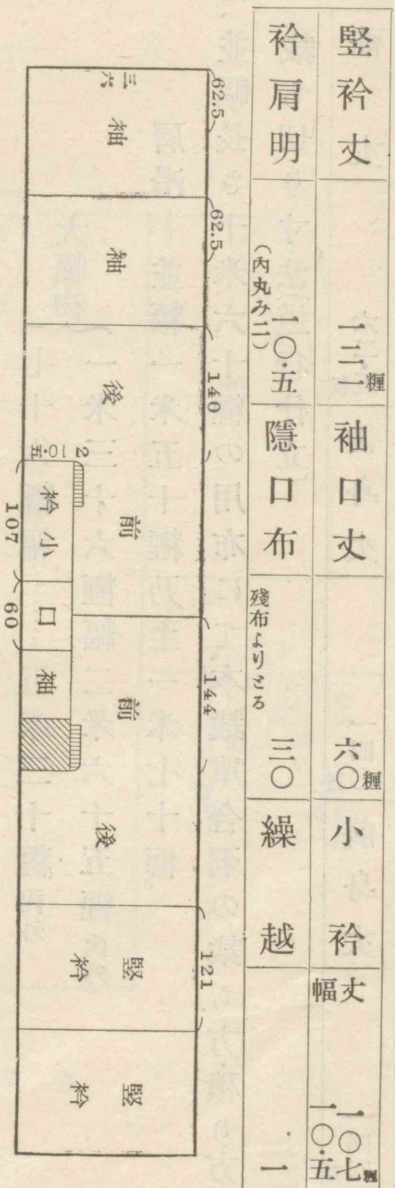 竪衿丈 一二一糎 袖口丈 六〇糎 小衿 丈 一〇七糎
幅 一〇・五
衿肩明 一〇・五 隱口布 三〇 繰越 ・一
(內丸み二)
殘布よりとる
62.5
62.5
140
144
121
三六
袖
袖
後
前
前
後
竪衿
竪衿
2
一〇・五
衿小
口
袖
107
60